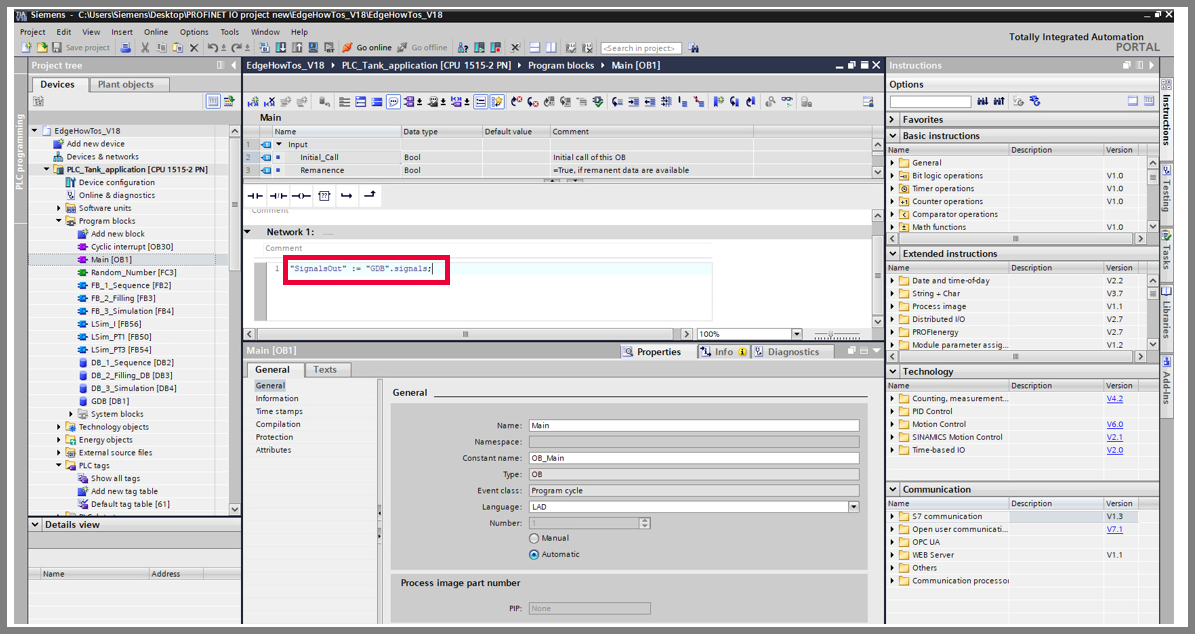 Siemens - C:\Users\Siemens\Desktop\PROFINET IO project new\EdgeHowTos_V18\EdgeHowTos_V18
Project Edit View Insert Online Options Tools Window Help
Totally Integrated Automation
PORTAL
Save project Go online Go offline <Search in project>
Project tree
Devices Plant objects
PLC programming
EdgeHowTos_V18
Add new device
Devices & networks
PLC_Tank_application [CPU 1515-2 PN]
Device configuration
Online & diagnostics
Software units
Program blocks
Add new block
Cyclic interrupt [OB30]
Main [OB1]
Random_Number [FC3]
FB_1_Sequence [FB2]
FB_2_Filling [FB3]
FB_3_Simulation [FB4]
LSim_I [FB56]
LSim_PT1 [FB50]
LSim_PT3 [FB54]
DB_1_Sequence [DB2]
DB_2_Filling_DB [DB3]
DB_3_Simulation [DB4]
GDB [DB1]
System blocks
Technology objects
Energy objects
External source files
PLC tags
Show all tags
Add new tag table
Default tag table [61]
Details view
Name Address
EdgeHowTos_V18 PLC_Tank_application [CPU 1515-2 PN] Program blocks Main [OB1]
Main
Name Data type Default value Comment
1 Input
2 Initial_Call Bool Initial call of this OB
3 Remanence Bool =True, if remanent data are available
??
Comment
Network 1: .....
Comment
1 "SignalsOut" := "GDB".signals;
100%
Main [OB1]
Properties Info Diagnostics
General Texts
General
Information
Time stamps
Compilation
Protection
Attributes
General
Name: Main
Namespace:
Constant name: OB_Main
Type: OB
Event class: Program cycle
Language: LAD
Number: 1
Manual
Automatic
Process image part number
PIP: None
Instructions
Options
Favorites
Basic instructions
Name Description Version
General
Bit logic operations V1.0
Timer operations V1.0
Counter operations V1.0
Comparator operations
Math functions V1.0
Extended instructions
Name Description Version
Date and time-of-day V2.2
String + Char V3.7
Process image V1.1
Distributed I/O V2.7
PROFIenergy V2.7
Module parameter assig... V1.2
Technology
Name Description Version
Counting, measurement... V4.2
PID Control
Motion Control V6.0
SINAMICS Motion Control V2.1
Time-based IO V2.0
Communication
Name Description Version
S7 communication V1.3
Open user communicati... V7.1
OPC UA
WEB Server V1.1
Others
Communication processor
Instructions
Testing
Tasks
Libraries
Add-Ins